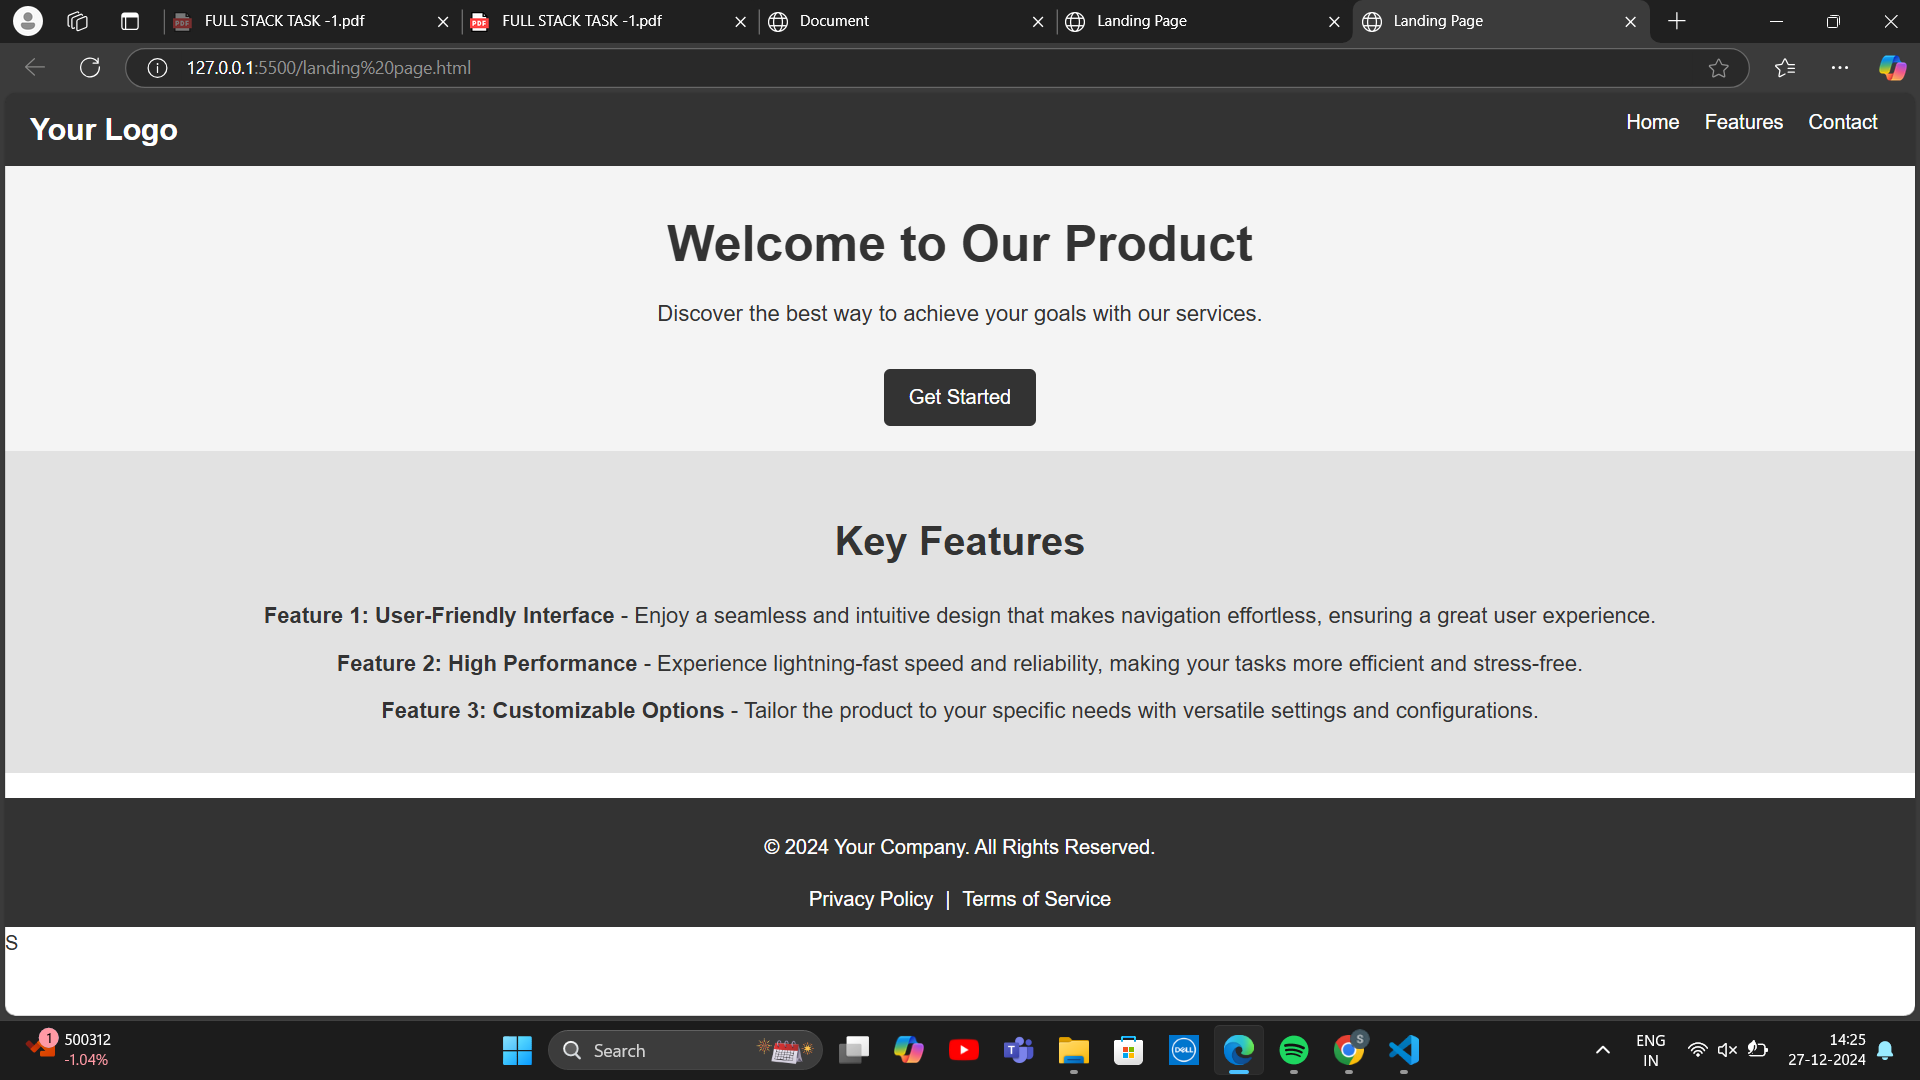 FULL STACK TASK -1.pdf
FULL STACK TASK -1.pdf
Document
Landing Page
Landing Page
127.0.0.1:5500/landing%20page.html
Your Logo
Home Features Contact
Welcome to Our Product
Discover the best way to achieve your goals with our services.
Get Started
Key Features
Feature 1: User-Friendly Interface - Enjoy a seamless and intuitive design that makes navigation effortless, ensuring a great user experience.
Feature 2: High Performance - Experience lightning-fast speed and reliability, making your tasks more efficient and stress-free.
Feature 3: Customizable Options - Tailor the product to your specific needs with versatile settings and configurations.
© 2024 Your Company. All Rights Reserved.
Privacy Policy | Terms of Service
S
1
500312
-1.04%
Search
DELL
S
ENG
IN
14:25
27-12-2024